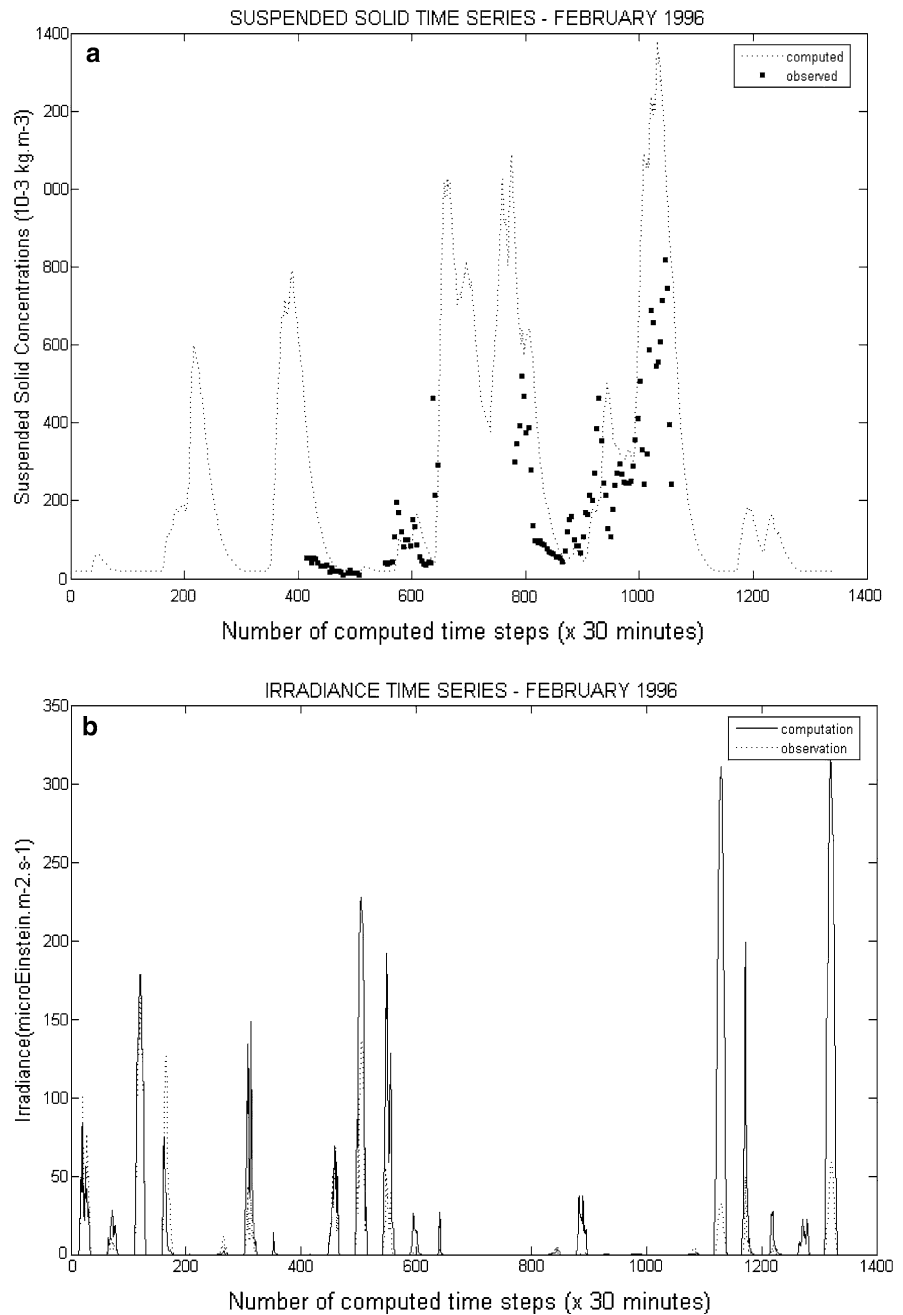 SUSPENDED SOLID TIME SERIES - FEBRUARY 1996
a
computed
observed
Suspended Solid Concentrations (10-3 kg.m-3)
1400
200
000
800
600
400
200
0
0 200 400 600 800 1000 1200 1400
Number of computed time steps (x 30 minutes)
IRRADIANCE TIME SERIES - FEBRUARY 1996
b
computation
observation
Irradiance(microEinstein.m-2.s-1)
350
300
250
200
150
100
50
0
0 200 400 600 800 1000 1200 1400
Number of computed time steps (x 30 minutes)